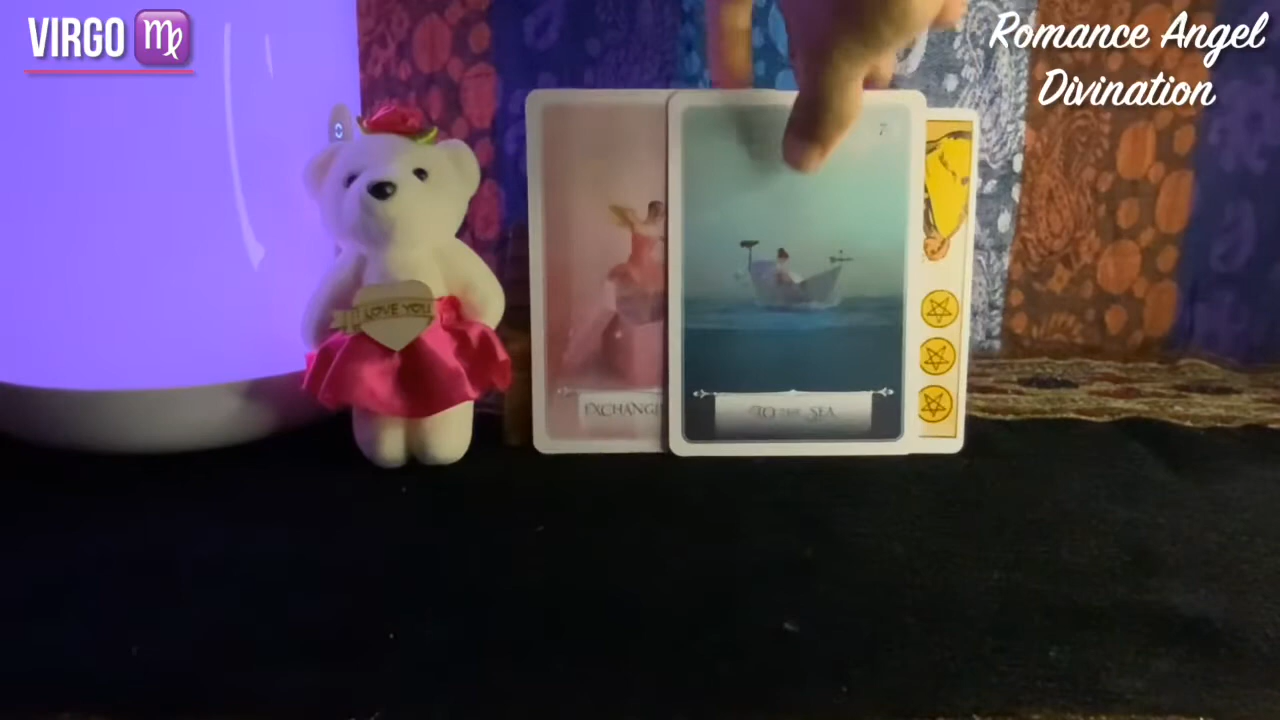 VIRGO ♍
Romance Angel
Divination
I LOVE YOU
7
EXCHANGE
TO THE SEA